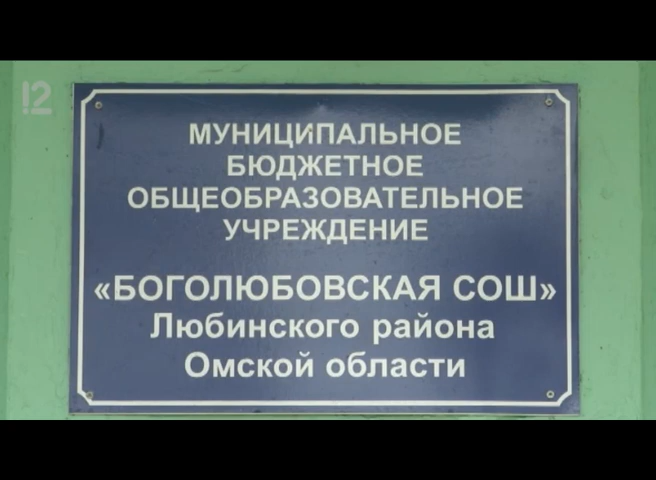 12
МУНИЦИПАЛЬНОЕ
БЮДЖЕТНОЕ
ОБЩЕОБРАЗОВАТЕЛЬНОЕ
УЧРЕЖДЕНИЕ
«БОГОЛЮБОВСКАЯ СОШ»
Любинского района
Омской области